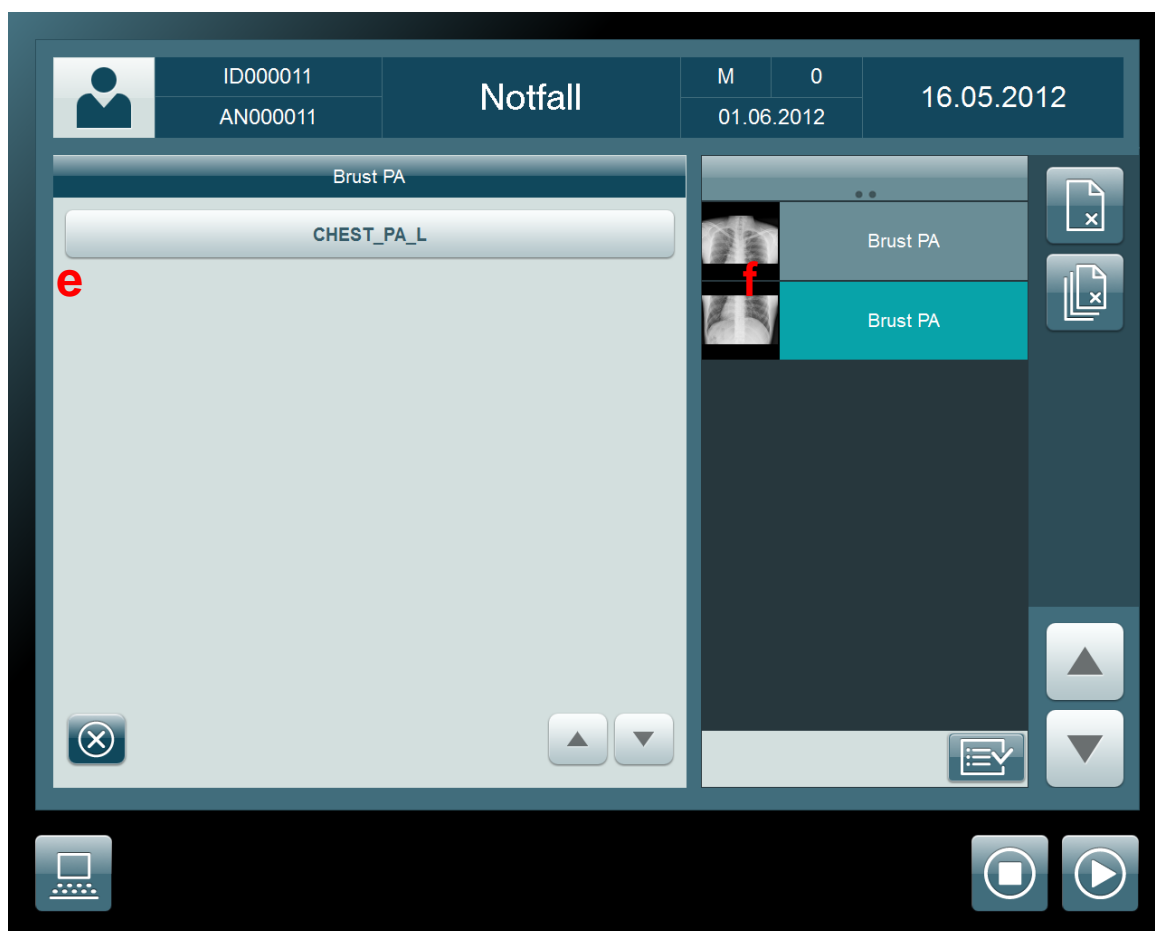 ID000011
AN000011
Notfall
M
0
01.06.2012
16.05.2012
Brust PA
CHEST_PA_L
e
Brust PA
f
Brust PA